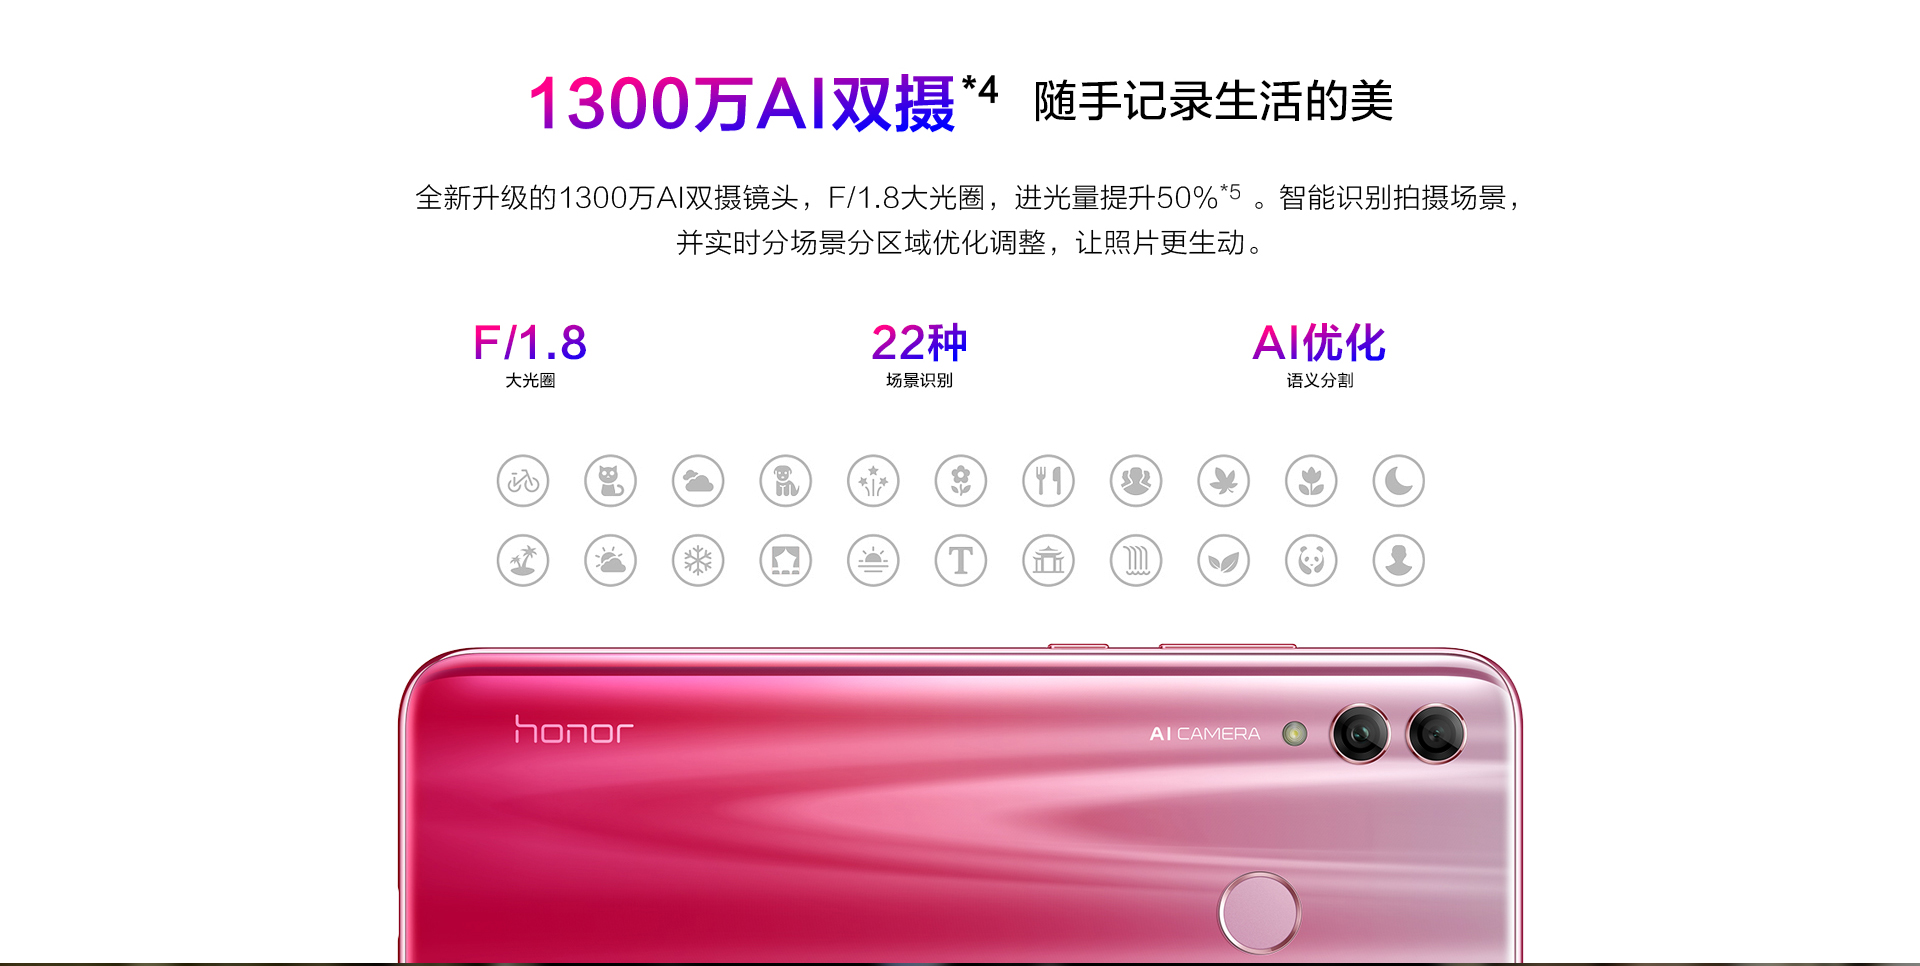 1300万AI双摄*4 随手记录生活的美
全新升级的1300万AI双摄镜头，F/1.8大光圈，进光量提升50%*5 。智能识别拍摄场景，
并实时分场景分区域优化调整，让照片更生动。
F/1.8 22种 AI优化
大光圈 场景识别 语义分割
T
honor AI CAMERA